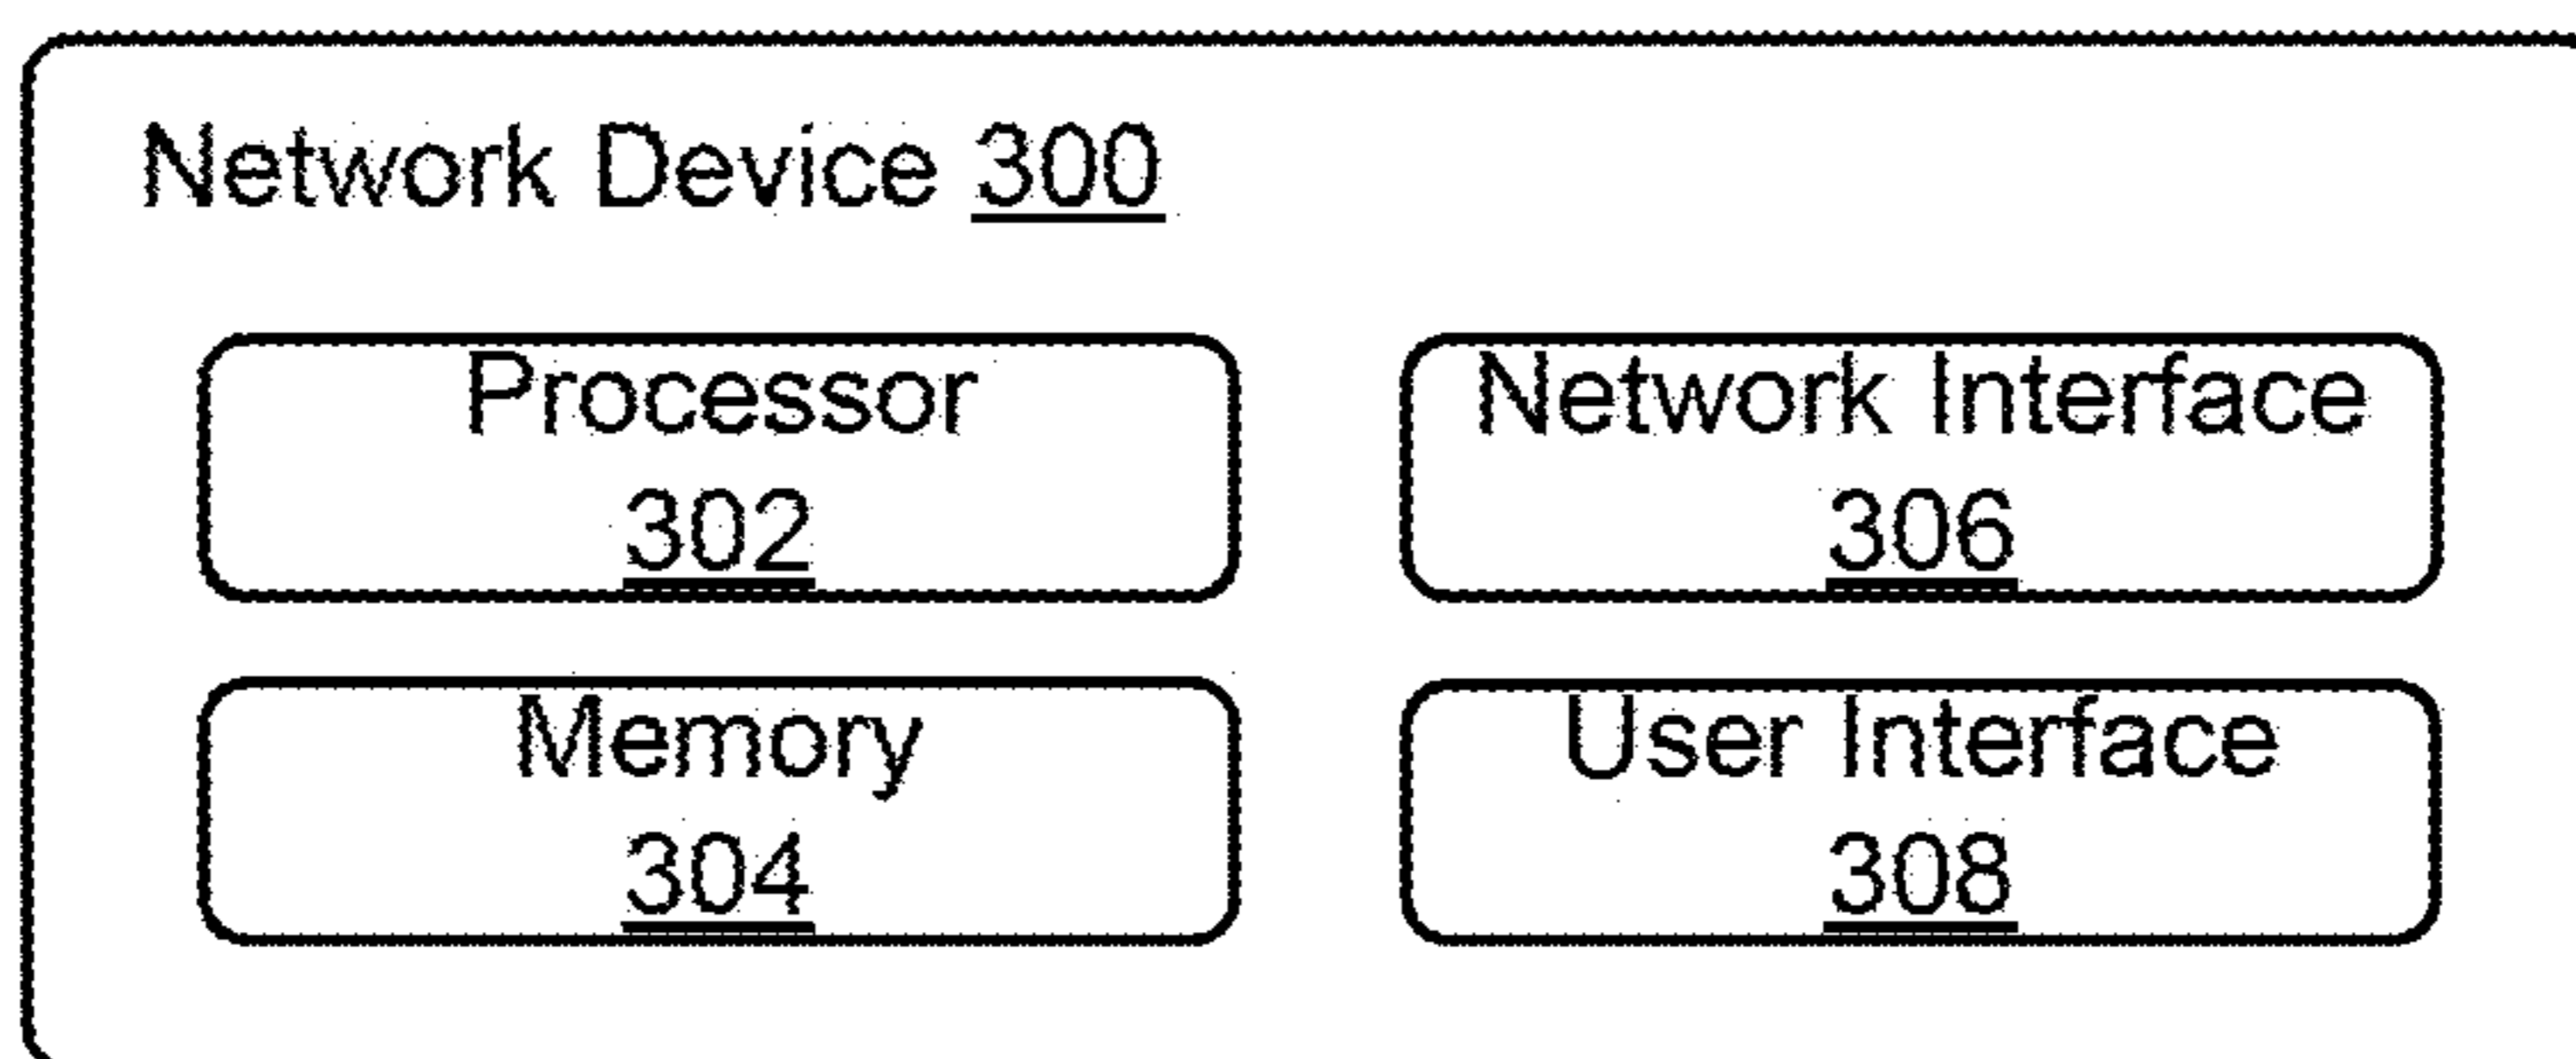 Network Device 300
Processor
302
Network Interface
306
Memory
304
User Interface
308